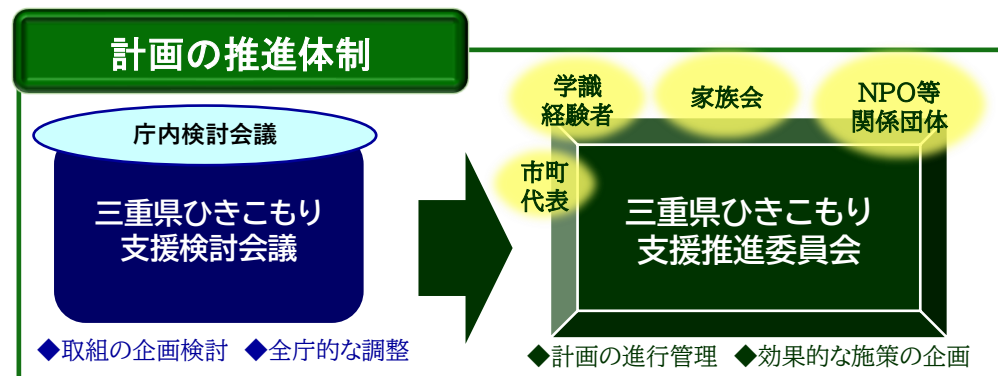 計画の推進体制
庁内検討会議
三重県ひきこもり
支援検討会議
◆取組の企画検討 ◆全庁的な調整
学識
経験者
家族会
NPO等
関係団体
市町
代表
三重県ひきこもり
支援推進委員会
◆計画の進行管理 ◆効果的な施策の企画